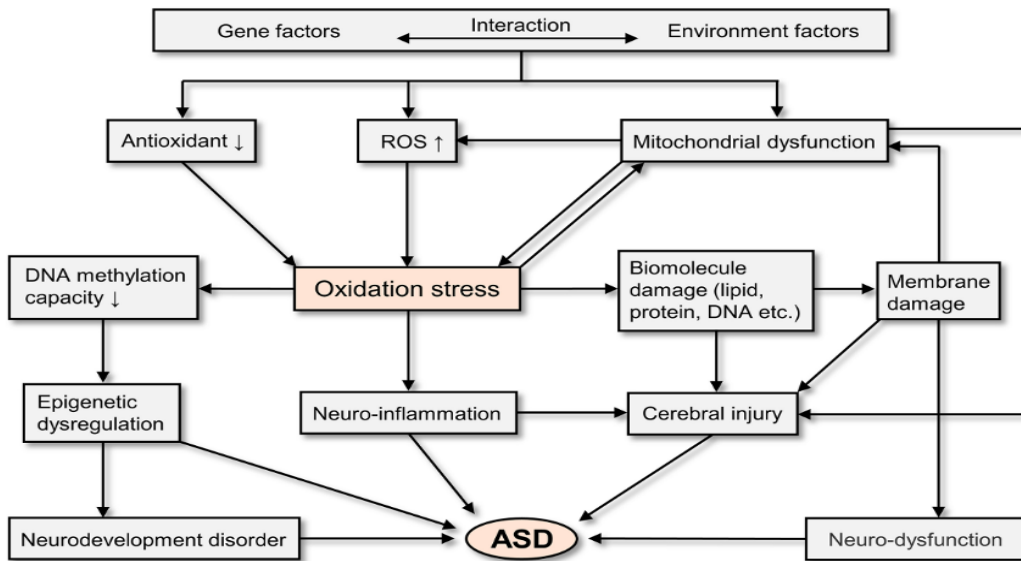 Gene factors
Interaction
Environment factors
Antioxidant ↓
ROS ↑
Mitochondrial dysfunction
DNA methylation
capacity ↓
Oxidation stress
Biomolecule
damage (lipid,
protein, DNA etc.)
Membrane
damage
Epigenetic
dysregulation
Neuro-inflammation
Cerebral injury
Neurodevelopment disorder
ASD
Neuro-dysfunction